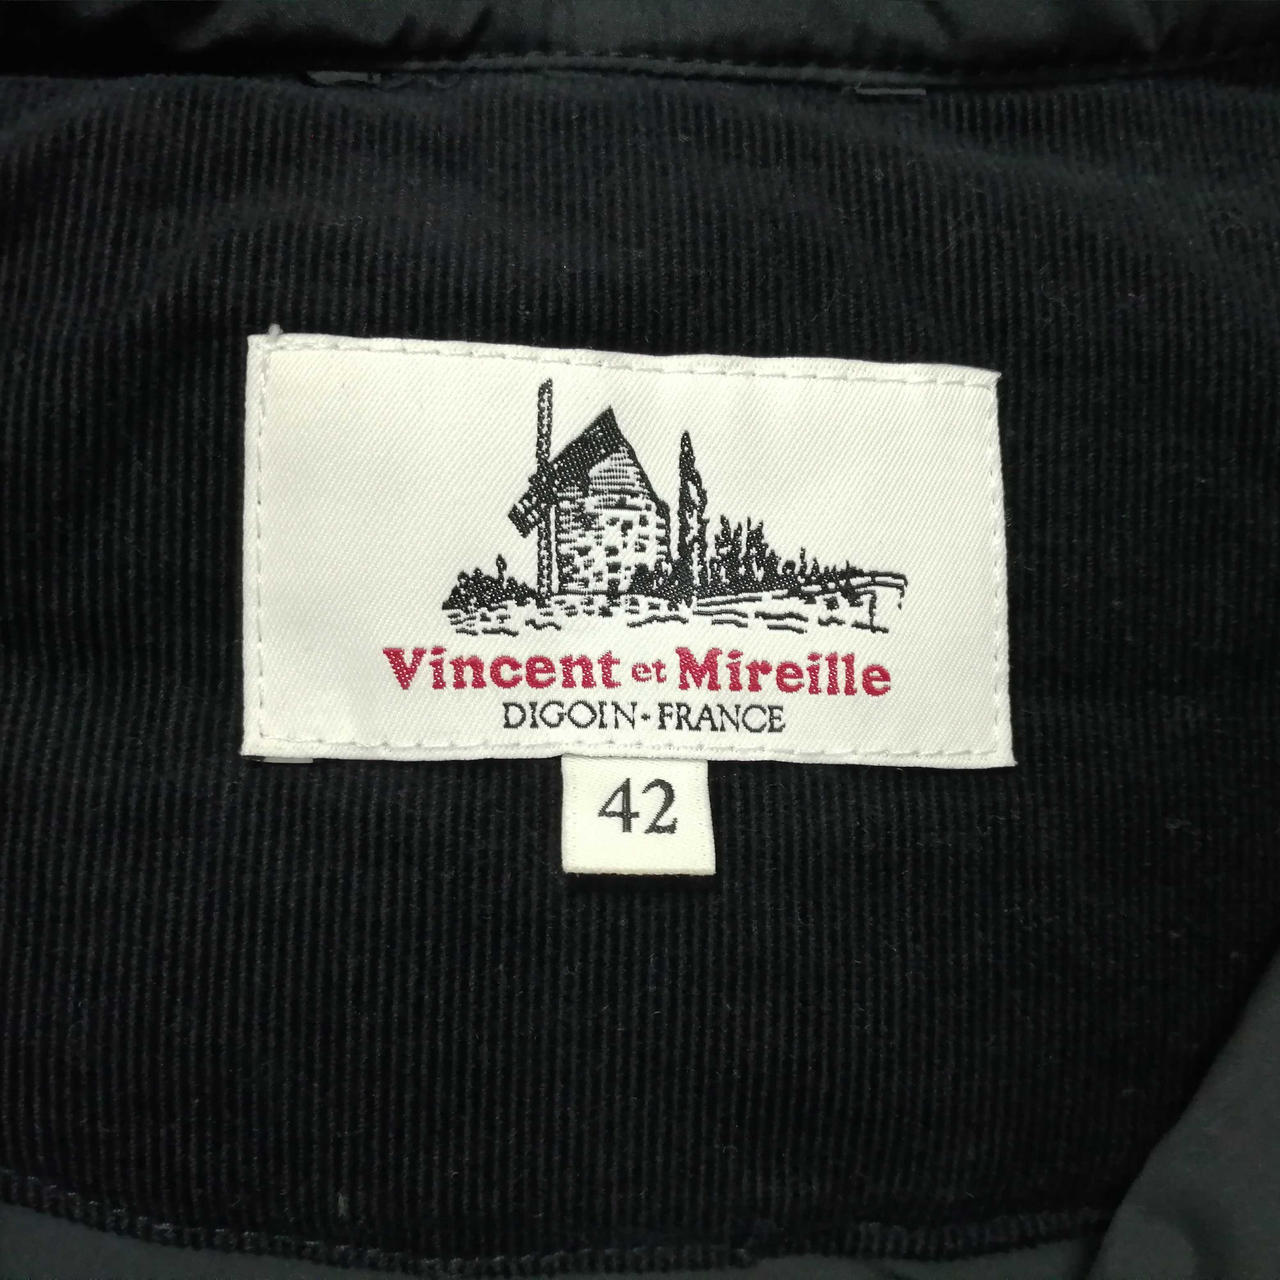 Vincent et Mireille
DIGOIN-FRANCE
42